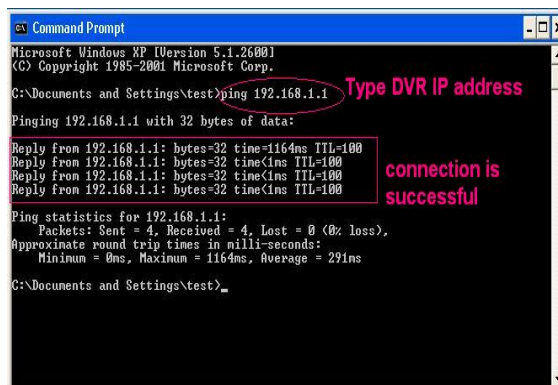 Command Prompt
Microsoft Windows XP [Version 5.1.2600]
(C) Copyright 1985-2001 Microsoft Corp.
C:\Documents and Settings\test>ping 192.168.1.1
Type DVR IP address
Pinging 192.168.1.1 with 32 bytes of data:
Reply from 192.168.1.1: bytes=32 time=1164ms TTL=100
Reply from 192.168.1.1: bytes=32 time<1ms TTL=100
Reply from 192.168.1.1: bytes=32 time<1ms TTL=100
Reply from 192.168.1.1: bytes=32 time<1ms TTL=100
connection is
successful
Ping statistics for 192.168.1.1:
Packets: Sent = 4, Received = 4, Lost = 0 (0% loss),
Approximate round trip times in milli-seconds:
Minimum = 0ms, Maximum = 1164ms, Average = 291ms
C:\Documents and Settings\test>_